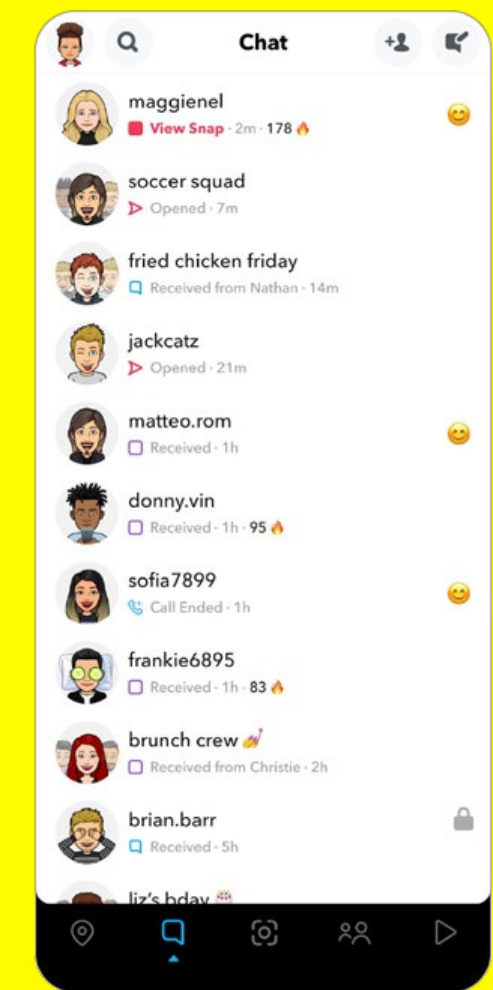 Chat
maggienel
View Snap · 2m · 178 🔥
soccer squad
Opened · 7m
fried chicken friday
Received from Nathan · 14m
jackcatz
Opened · 21m
matteo.rom
Received · 1h
donny.vin
Received · 1h · 95 🔥
sofia7899
Call Ended · 1h
frankie6895
Received · 1h · 83 🔥
brunch crew 💅
Received from Christie · 2h
brian.barr
Received · 5h
liz's bday 🎂